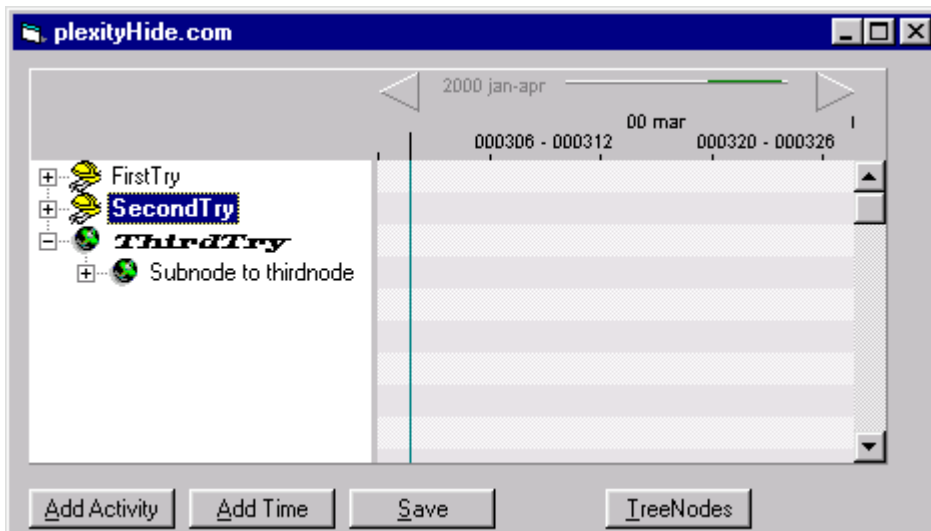 plexityHide.com
2000 jan-apr
00 mar
000306 - 000312 000320 - 000326
FirstTry
SecondTry
ThirdTry
Subnode to thirdnode
Add Activity Add Time Save TreeNodes